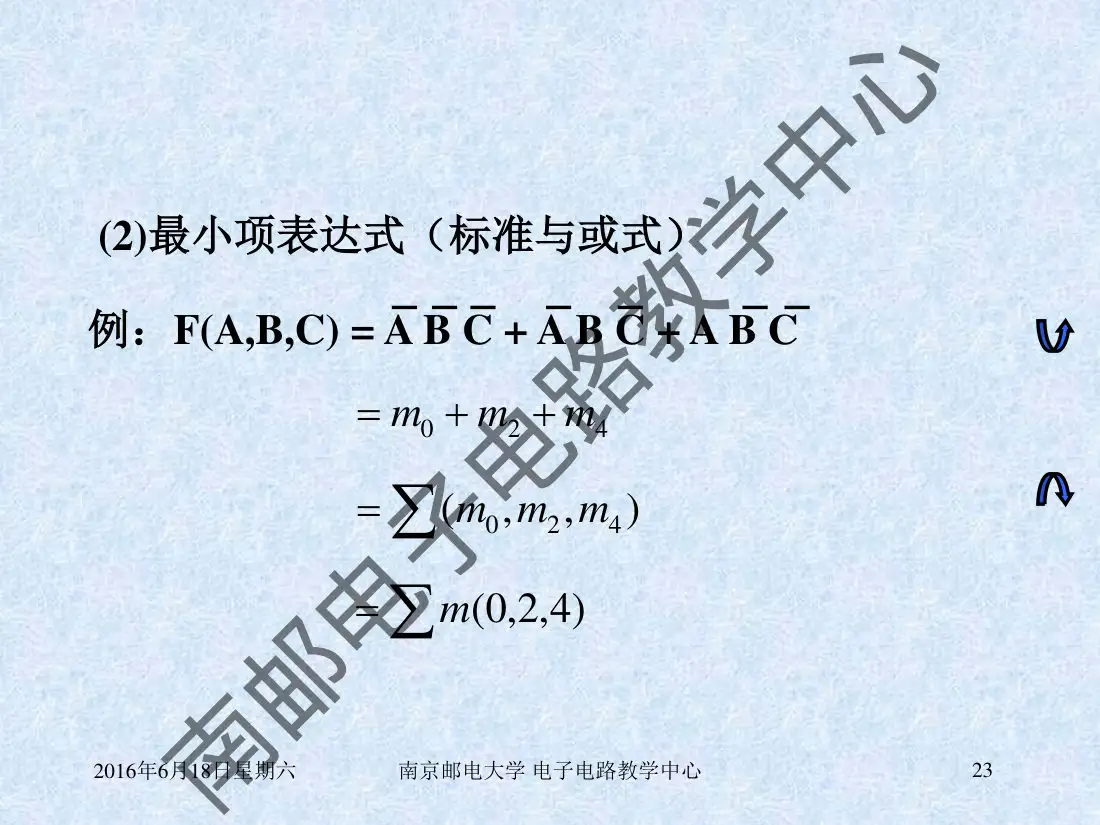 (2)最小项表达式（标准与或式）
例：F(A,B,C) = A̅ B̅ C̅ + A̅ B C̅ + A B̅ C̅
= m₀ + m₂ + m₄
= ∑(m₀,m₂,m₄)
= ∑m(0,2,4)
南邮电子电路教学中心
2016年6月18日星期六 南京邮电大学 电子电路教学中心 23